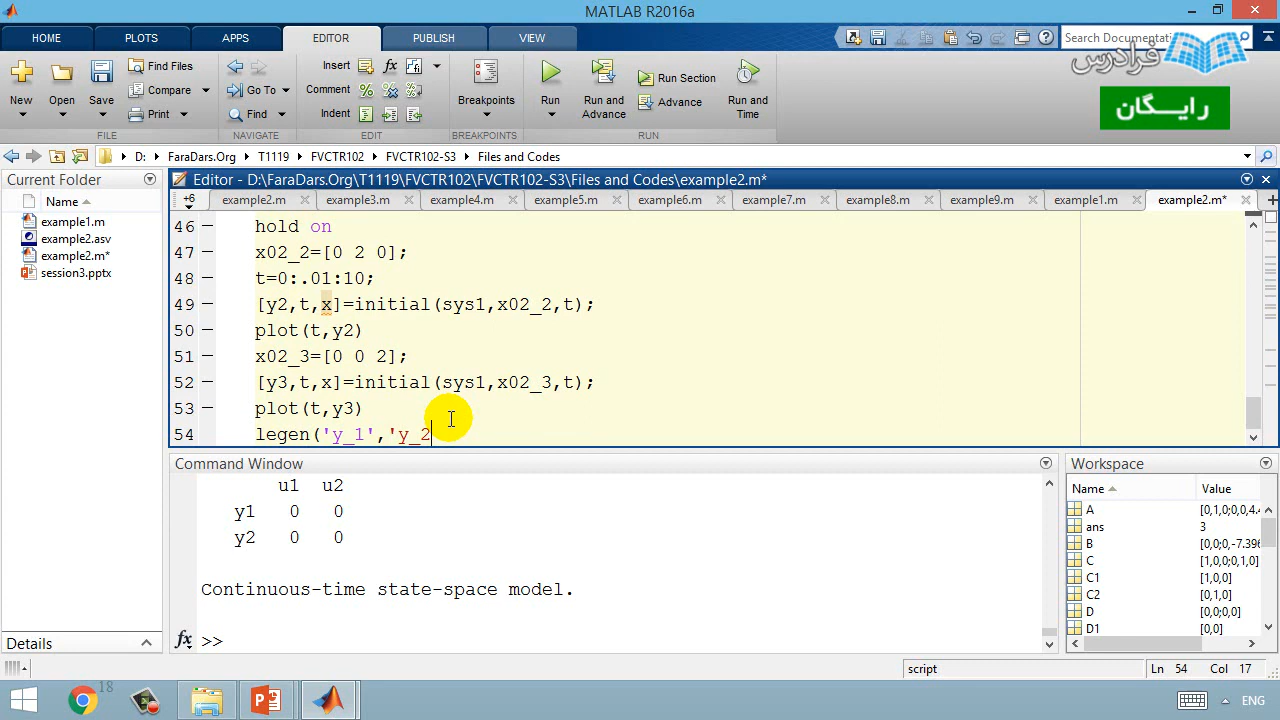 MATLAB R2016a
HOME PLOTS APPS EDITOR PUBLISH VIEW
Search Documentati
فرادرس
رایگان
New Open Save Find Files Compare Print
Go To Find
Insert fx Comment Indent
Breakpoints
Run Run and Advance Run Section Advance Run and Time
FILE NAVIGATE EDIT BREAKPOINTS RUN
D: FaraDars.Org T1119 FVCTR102 FVCTR102-S3 Files and Codes
Current Folder
Name
example1.m
example2.asv
example2.m*
session3.pptx
Details
Editor - D:\FaraDars.Org\T1119\FVCTR102\FVCTR102-S3\Files and Codes\example2.m*
+6 example2.m example3.m example4.m example5.m example6.m example7.m example8.m example9.m example1.m example2.m*
46 hold on
47 x02_2=[0 2 0];
48 t=0:.01:10;
49 [y2,t,x]=initial(sys1,x02_2,t);
50 plot(t,y2)
51 x02_3=[0 0 2];
52 [y3,t,x]=initial(sys1,x02_3,t);
53 plot(t,y3)
54 legen('y_1','y_2
Command Window
u1 u2
y1 0 0
y2 0 0
Continuous-time state-space model.
fx >>
Workspace
Name Value
A [0,1,0;0,0,4.4
ans 3
B [0,0;0,-7.396
C [1,0,0;0,1,0]
C1 [1,0,0]
C2 [0,1,0]
D [0,0;0,0]
D1 [0,0]
script Ln 54 Col 17
18
ENG